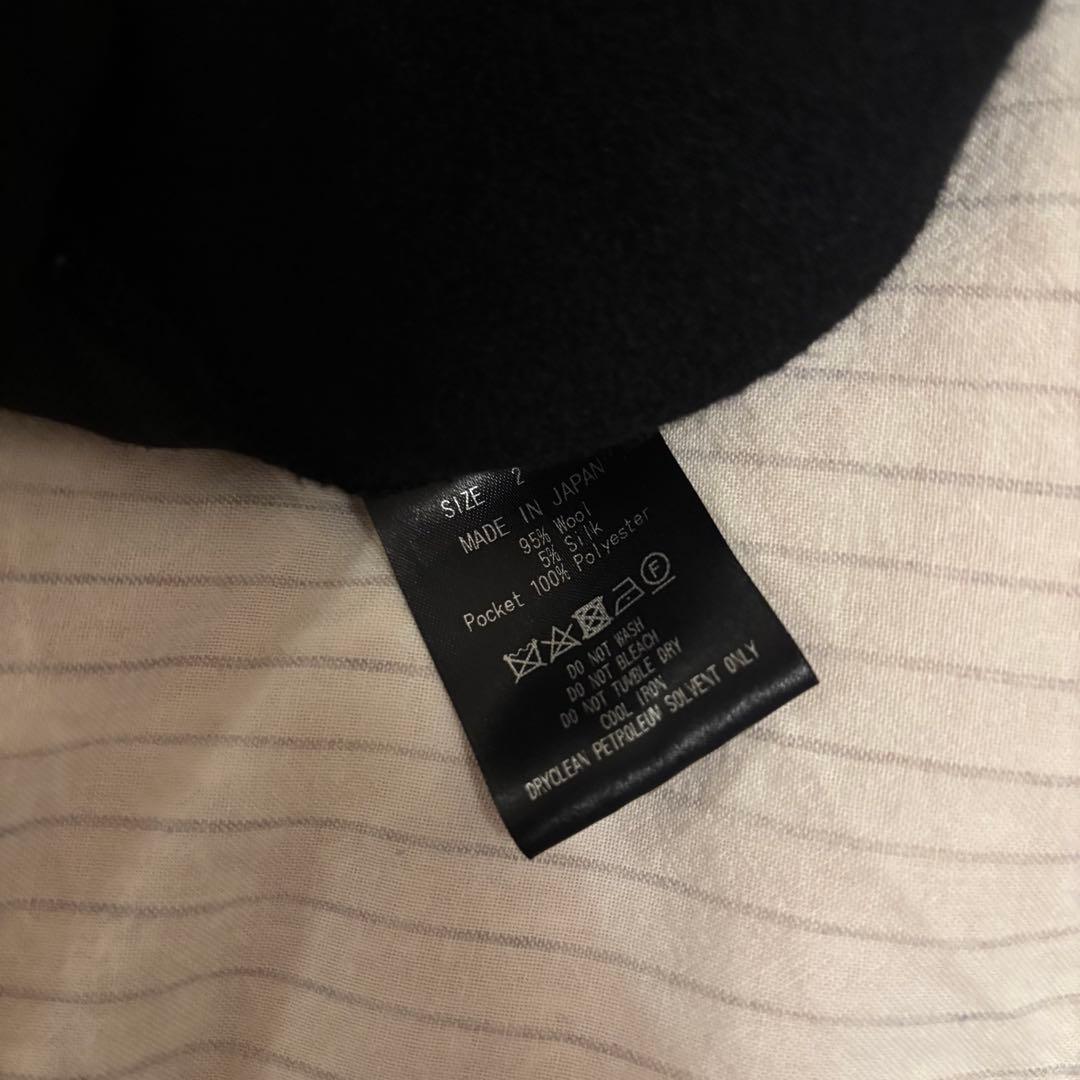 SIZE 2
MADE IN JAPAN
95% Wool
5% Silk
Pocket 100% Polyester
F
DO NOT WASH
DO NOT BLEACH
DO NOT TUMBLE DRY
COOL IRON
DRYCLEAN PETROLEUM SOLVENT ONLY